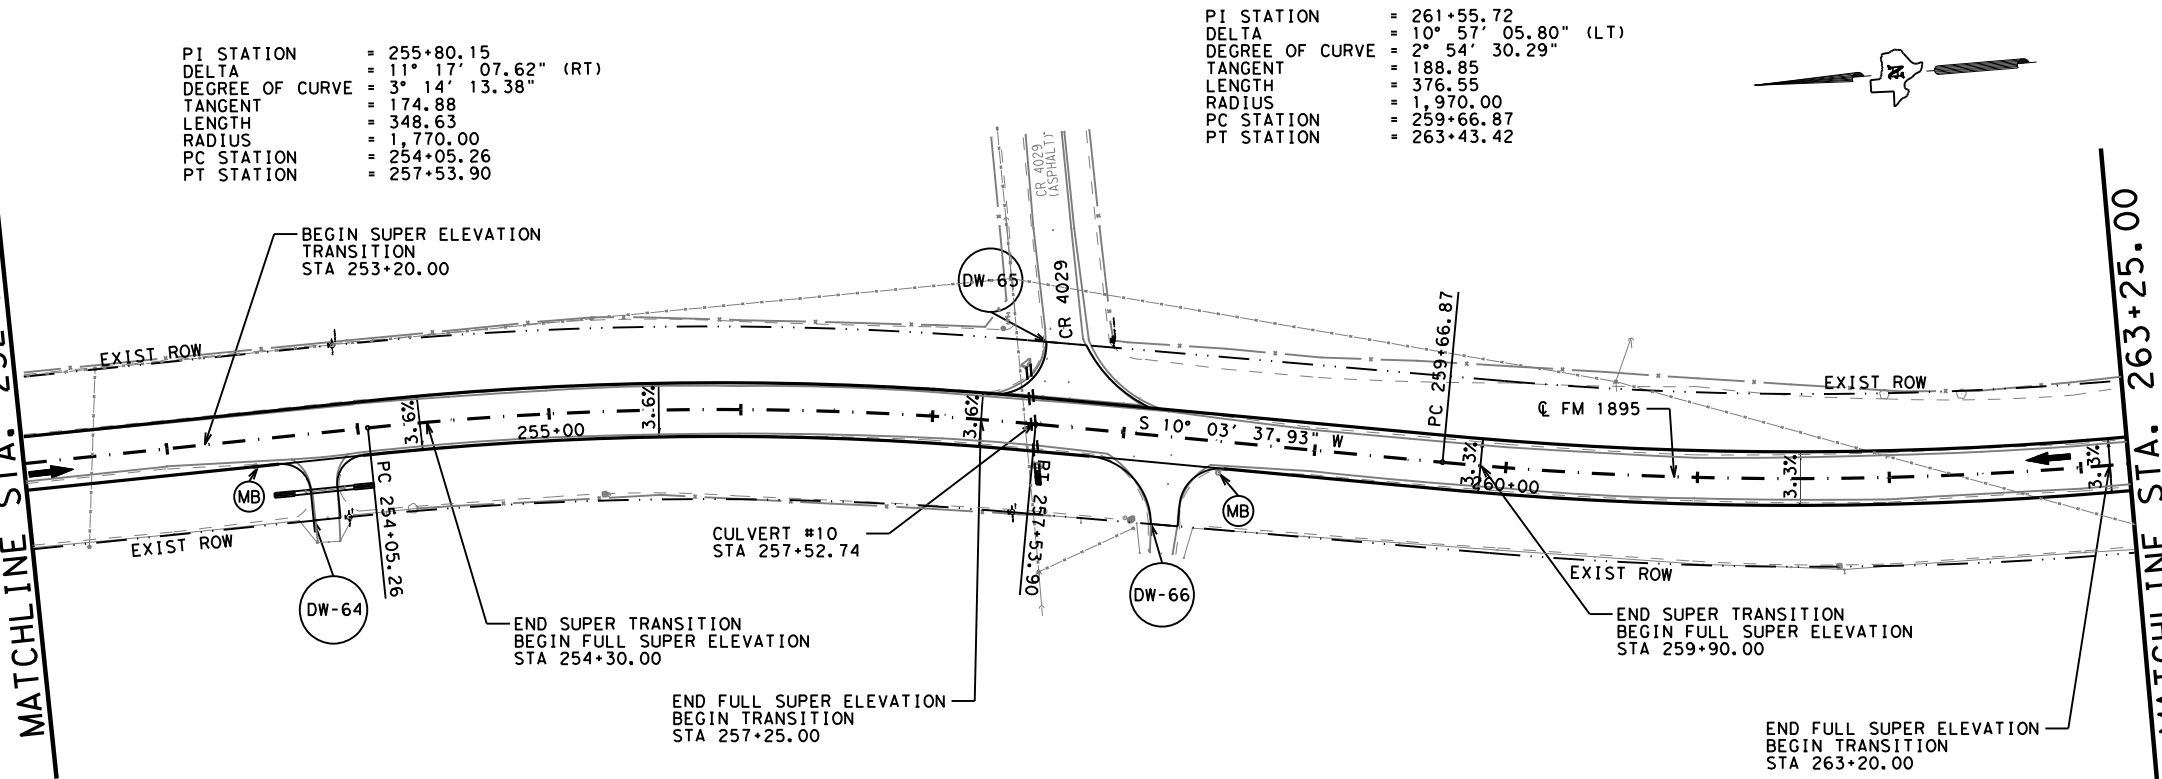 PI STATION = 255+80.15
DELTA = 11° 17' 07.62" (RT)
DEGREE OF CURVE = 3° 14' 13.38"
TANGENT = 174.88
LENGTH = 348.63
RADIUS = 1,770.00
PC STATION = 254+05.26
PT STATION = 257+53.90
PI STATION = 261+55.72
DELTA = 10° 57' 05.80" (LT)
DEGREE OF CURVE = 2° 54' 30.29"
TANGENT = 188.85
LENGTH = 376.55
RADIUS = 1,970.00
PC STATION = 259+66.87
PT STATION = 263+43.42
N
CR 4029
(ASPHALT)
BEGIN SUPER ELEVATION
TRANSITION
STA 253+20.00
DW-65
CR 4029
PC 259+66.87
EXIST ROW
EXIST ROW
℄ FM 1895
3.6%
3.6%
3.6%
255+00
S 10° 03' 37.93" W
3.3%
3.3%
3.3%
260+00
MB
MB
PC 254+05.26
PT 257+53.90
EXIST ROW
EXIST ROW
CULVERT #10
STA 257+52.74
DW-64
DW-66
END SUPER TRANSITION
BEGIN FULL SUPER ELEVATION
STA 254+30.00
END SUPER TRANSITION
BEGIN FULL SUPER ELEVATION
STA 259+90.00
END FULL SUPER ELEVATION
BEGIN TRANSITION
STA 257+25.00
END FULL SUPER ELEVATION
BEGIN TRANSITION
STA 263+20.00
MATCHLINE STA.
MATCHLINE STA. 263+25.00